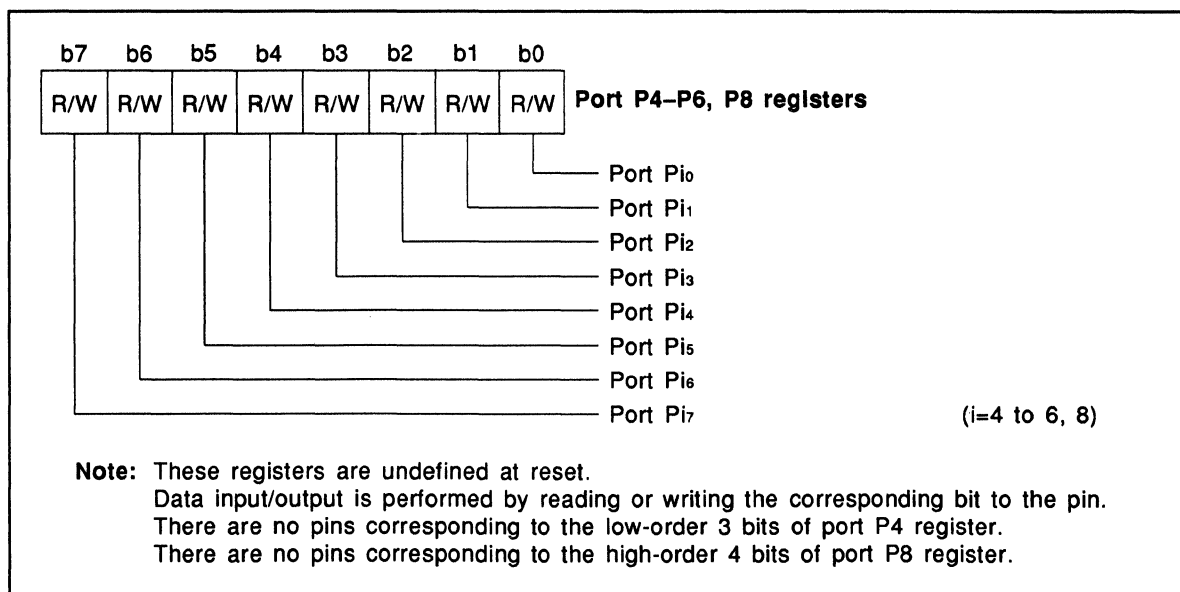 b7 b6 b5 b4 b3 b2 b1 b0
R/W R/W R/W R/W R/W R/W R/W R/W Port P4–P6, P8 registers
Port Pi0
Port Pi1
Port Pi2
Port Pi3
Port Pi4
Port Pi5
Port Pi6
Port Pi7 (i=4 to 6, 8)
Note: These registers are undefined at reset.
Data input/output is performed by reading or writing the corresponding bit to the pin.
There are no pins corresponding to the low-order 3 bits of port P4 register.
There are no pins corresponding to the high-order 4 bits of port P8 register.